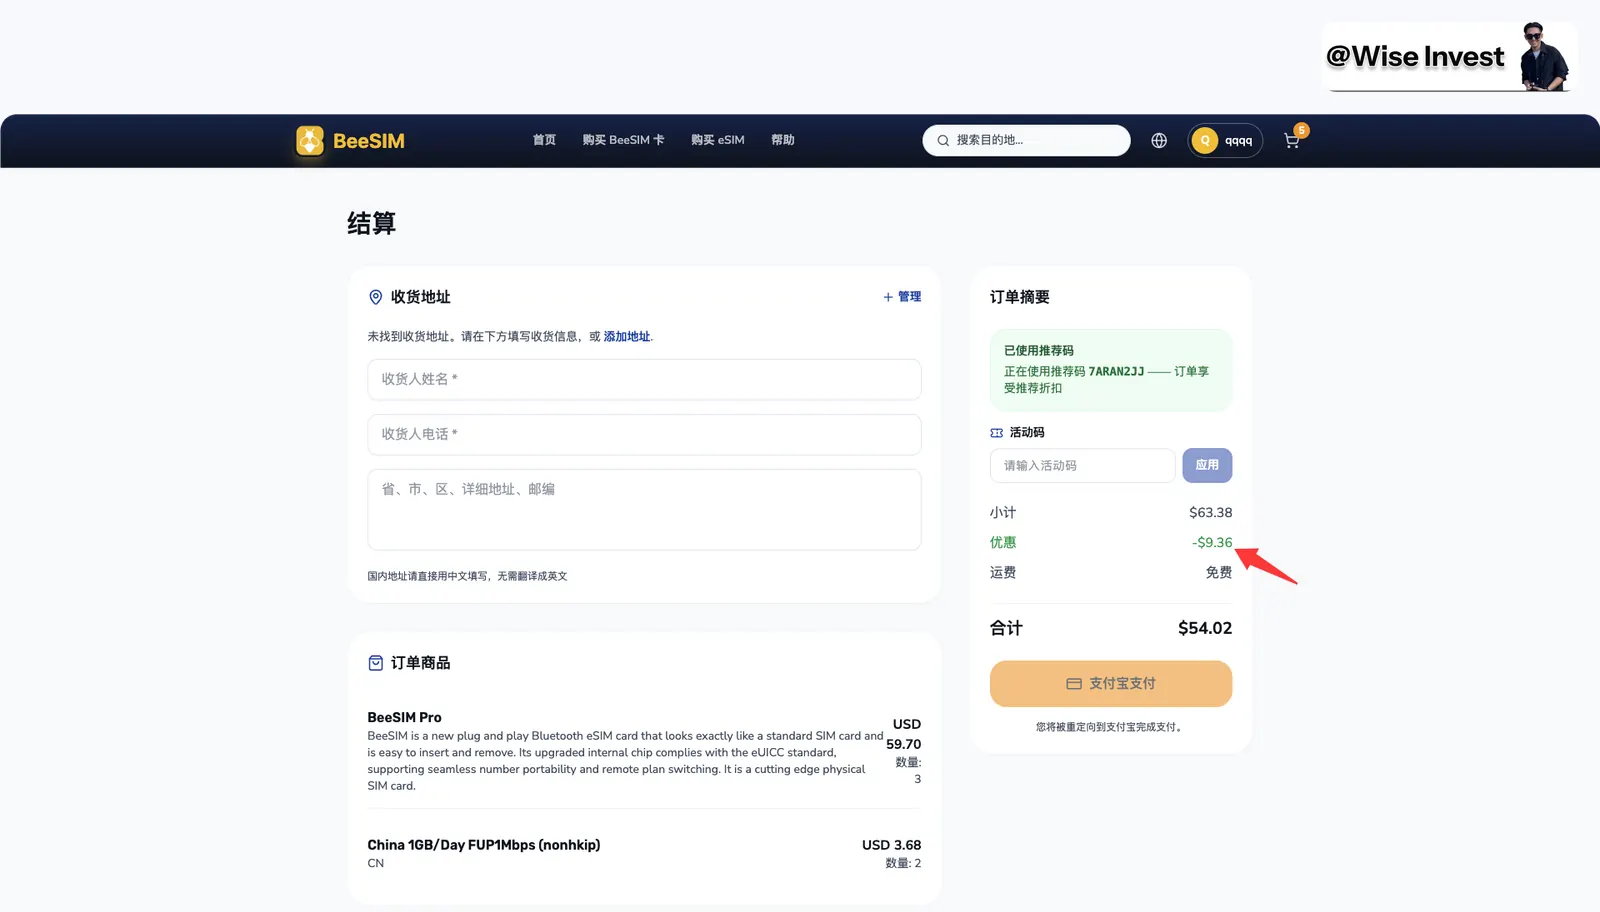 @Wise Invest
BeeSIM
首页
购买 BeeSIM 卡
购买 eSIM
帮助
搜索目的地...
Q
qqqq
5
结算
收货地址
+ 管理
未找到收货地址。请在下方填写收货信息，或 添加地址.
收货人姓名 *
收货人电话 *
省、市、区、详细地址、邮编
国内地址请直接用中文填写，无需翻译成英文
订单商品
BeeSIM Pro
BeeSIM is a new plug and play Bluetooth eSIM card that looks exactly like a standard SIM card and
is easy to insert and remove. Its upgraded internal chip complies with the eUICC standard,
supporting seamless number portability and remote plan switching. It is a cutting edge physical
SIM card.
USD
59.70
数量:
3
China 1GB/Day FUP1Mbps (nonhkip)
CN
USD 3.68
数量: 2
订单摘要
已使用推荐码
正在使用推荐码 7ARAN2JJ —— 订单享
受推荐折扣
活动码
请输入活动码
应用
小计
$63.38
优惠
-$9.36
运费
免费
合计
$54.02
支付宝支付
您将被重定向到支付宝完成支付。